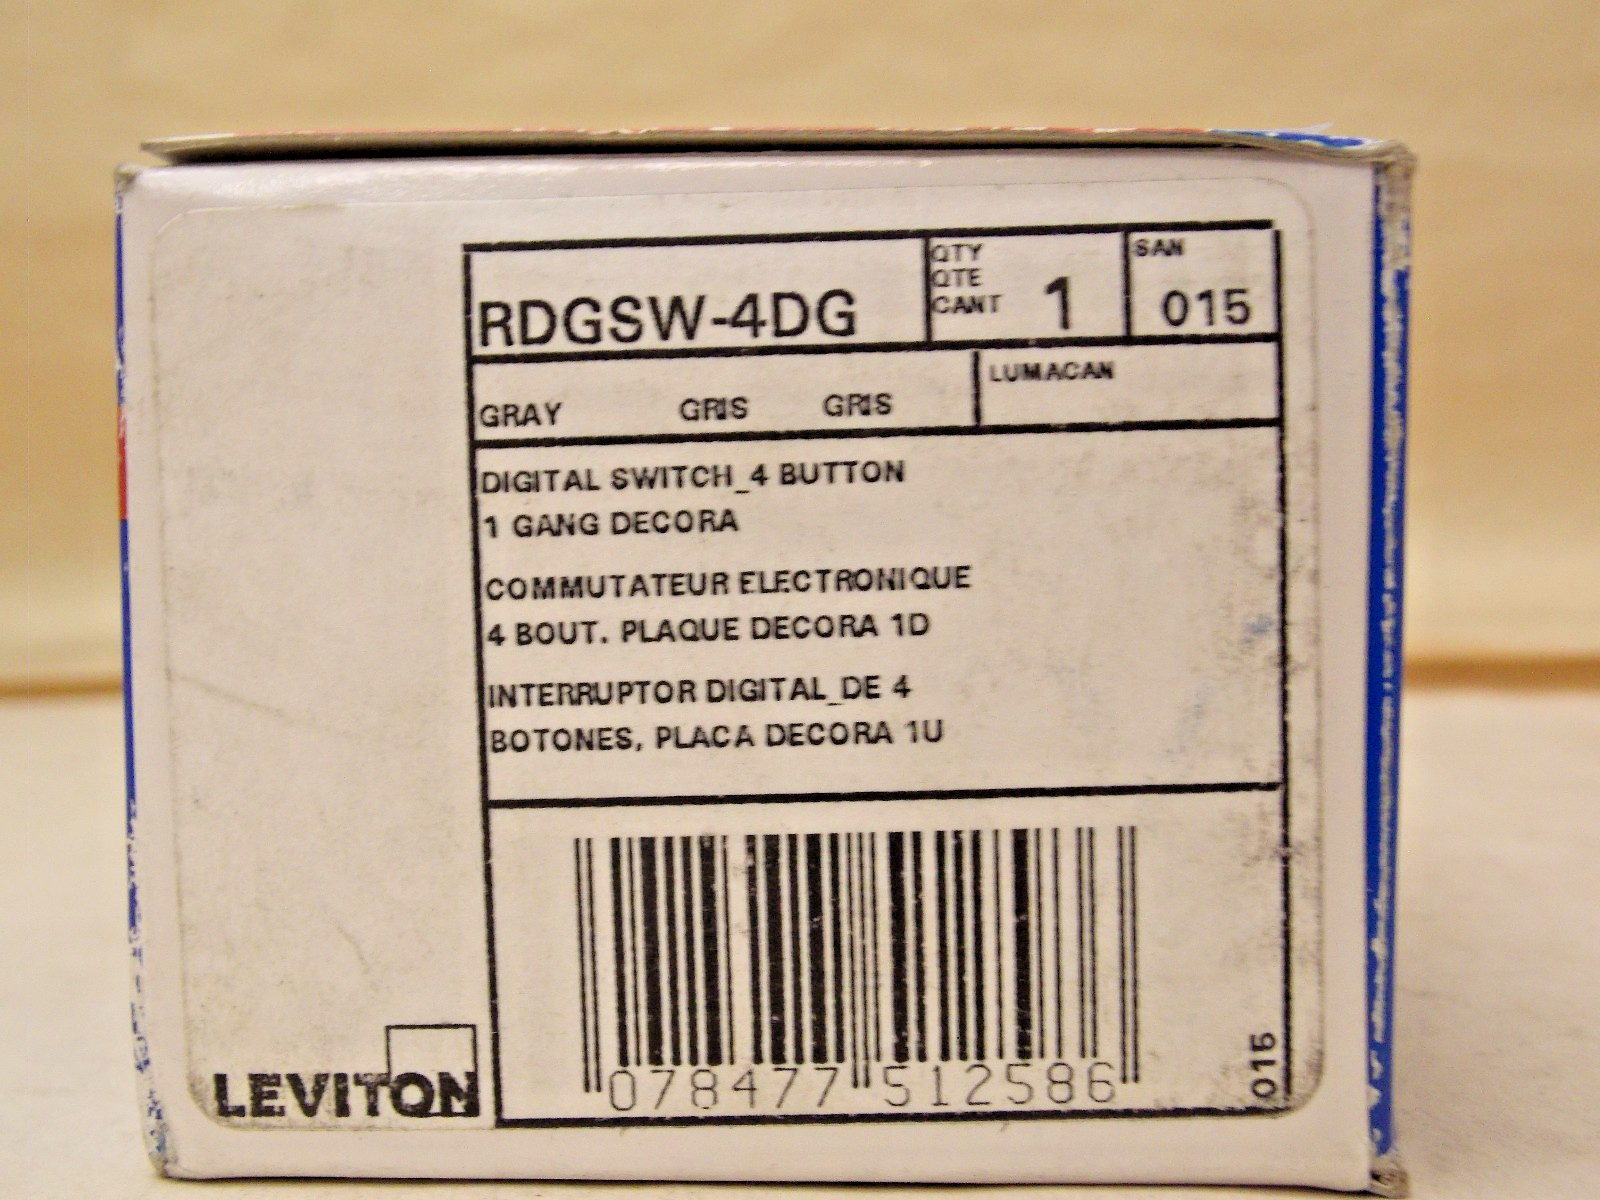 RDGSW-4DG
QTY
QTE
CANT
1
SAN
015
GRAY GRIS GRIS
LUMACAN
DIGITAL SWITCH_4 BUTTON
1 GANG DECORA
COMMUTATEUR ELECTRONIQUE
4 BOUT. PLAQUE DECORA 1D
INTERRUPTOR DIGITAL_DE 4
BOTONES, PLACA DECORA 1U
LEVITON
078477 512586
015